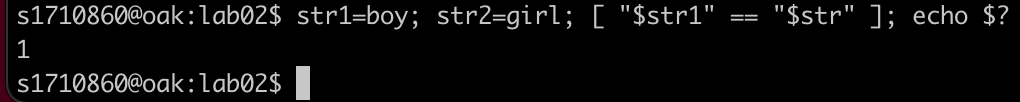 s1710860@oak:lab02$ str1=boy; str2=girl; [ "$str1" == "$str" ]; echo $?
1
s1710860@oak:lab02$